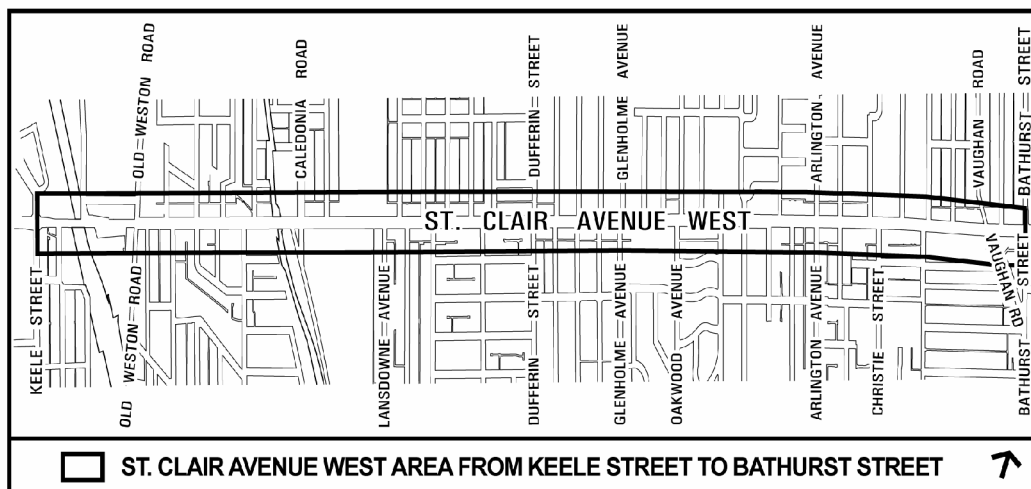 OLD WESTON ROAD
CALEDONIA ROAD
DUFFERIN STREET
GLENHOLME AVENUE
ARLINGTON AVENUE
VAUGHAN ROAD
BATHURST STREET
ST. CLAIR AVENUE WEST
KEELE STREET
OLD WESTON ROAD
LANSDOWNE AVENUE
DUFFERIN STREET
GLENHOLME AVENUE
OAKWOOD AVENUE
ARLINGTON AVENUE
CHRISTIE STREET
VAUGHAN RD
BATHURST STREET
ST. CLAIR AVENUE WEST AREA FROM KEELE STREET TO BATHURST STREET